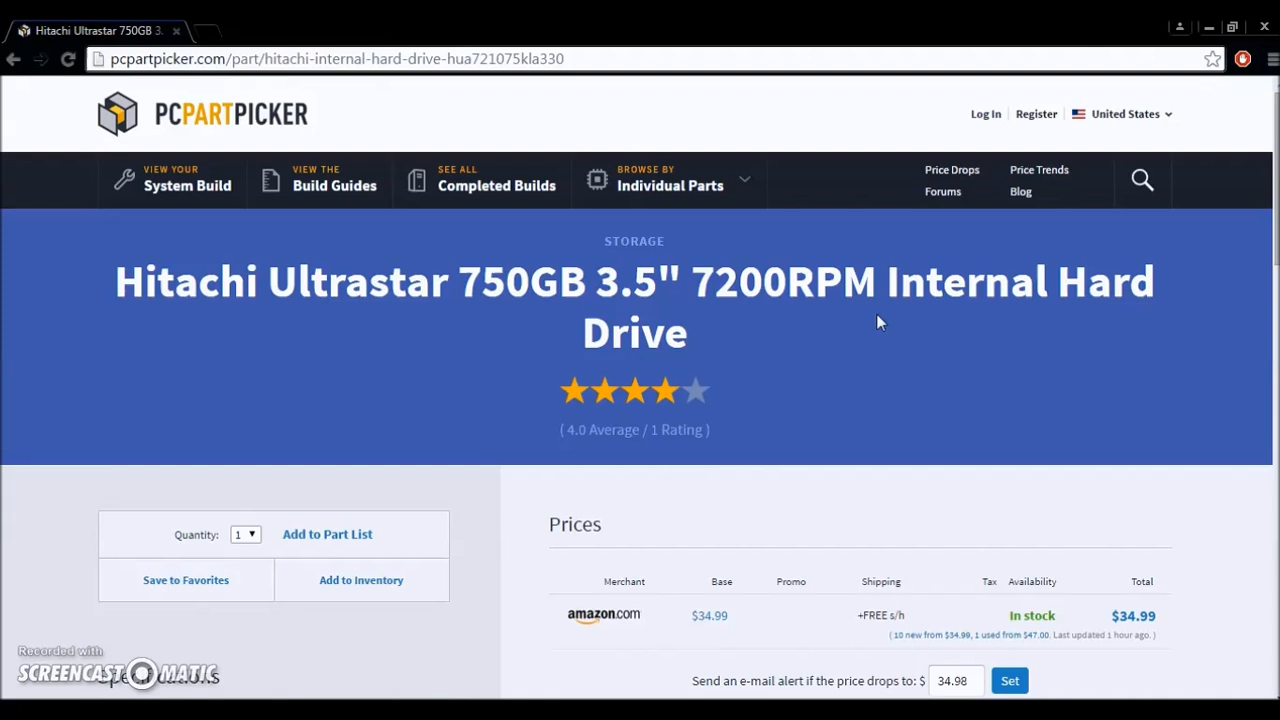 Hitachi Ultrastar 750GB 3.
pcpartpicker.com/part/hitachi-internal-hard-drive-hua721075kla330
PCPARTPICKER
Log In Register United States
VIEW YOUR
System Build
VIEW THE
Build Guides
SEE ALL
Completed Builds
BROWSE BY
Individual Parts
Price Drops Price Trends
Forums Blog
STORAGE
Hitachi Ultrastar 750GB 3.5" 7200RPM Internal Hard
Drive
( 4.0 Average / 1 Rating )
Quantity: 1 Add to Part List
Save to Favorites Add to Inventory
Prices
Merchant Base Promo Shipping Tax Availability Total
amazon.com $34.99 +FREE s/h In stock $34.99
( 10 new from $34.99, 1 used from $47.00. Last updated 1 hour ago. )
Send an e-mail alert if the price drops to: $ 34.98 Set
Specifications
Recorded with
SCREENCAST O MATIC